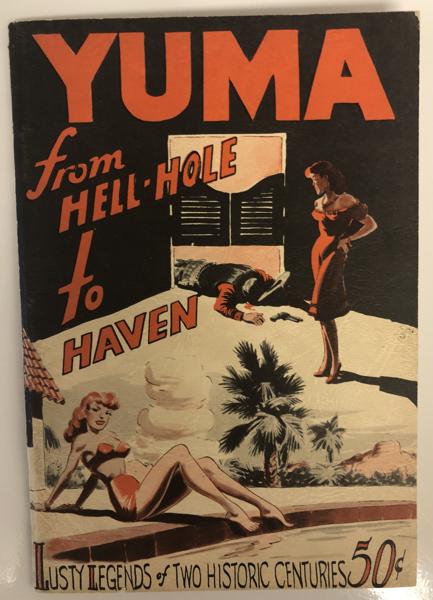 YUMA
from
HELL-HOLE
to
HAVEN
LUSTY LEGENDS of TWO HISTORIC CENTURIES 50¢